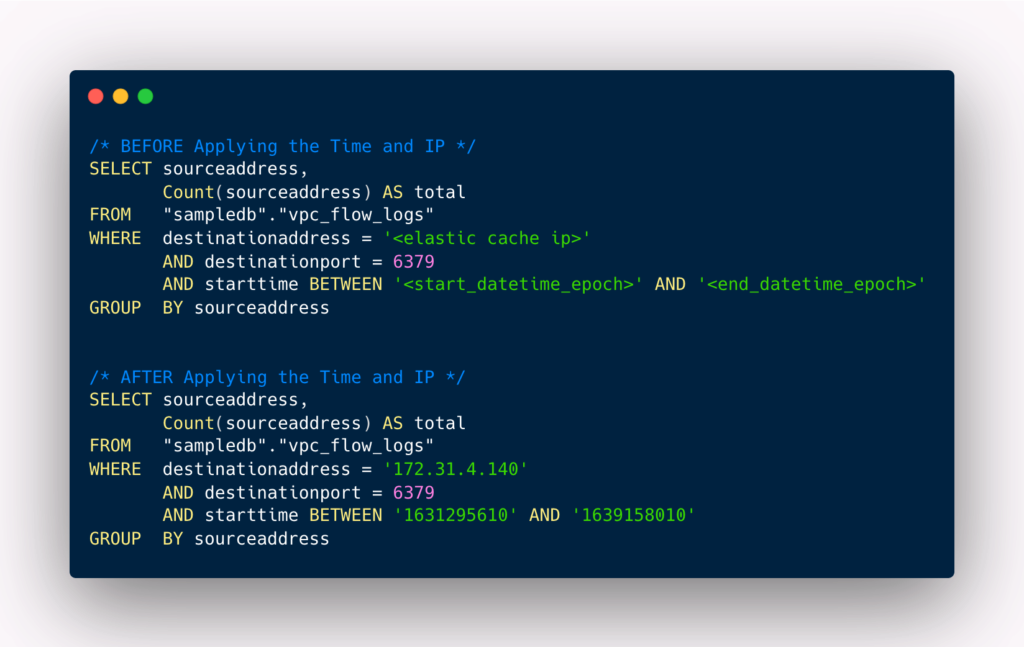 /* BEFORE Applying the Time and IP */
SELECT sourceaddress,
       Count(sourceaddress) AS total
FROM   "sampledb"."vpc_flow_logs"
WHERE  destinationaddress = '<elastic cache ip>'
       AND destinationport = 6379
       AND starttime BETWEEN '<start_datetime_epoch>' AND '<end_datetime_epoch>'
GROUP  BY sourceaddress
/* AFTER Applying the Time and IP */
SELECT sourceaddress,
       Count(sourceaddress) AS total
FROM   "sampledb"."vpc_flow_logs"
WHERE  destinationaddress = '172.31.4.140'
       AND destinationport = 6379
       AND starttime BETWEEN '1631295610' AND '1639158010'
GROUP  BY sourceaddress